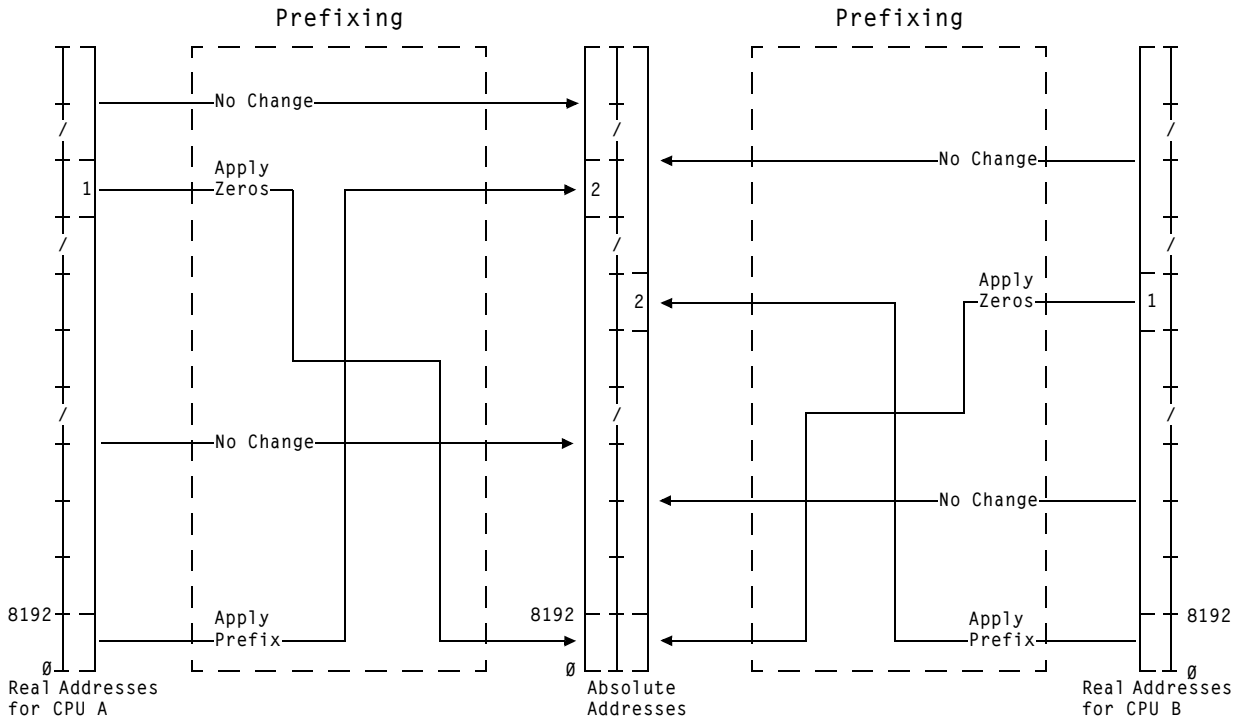 Prefixing
Prefixing
No Change
No Change
Apply
Zeros
1
2
Apply
Zeros
2
1
No Change
No Change
8192
Apply
Prefix
8192
Apply
Prefix
8192
Ø
Ø
Ø
Real Addresses
for CPU A
Absolute
Addresses
Real Addresses
for CPU B